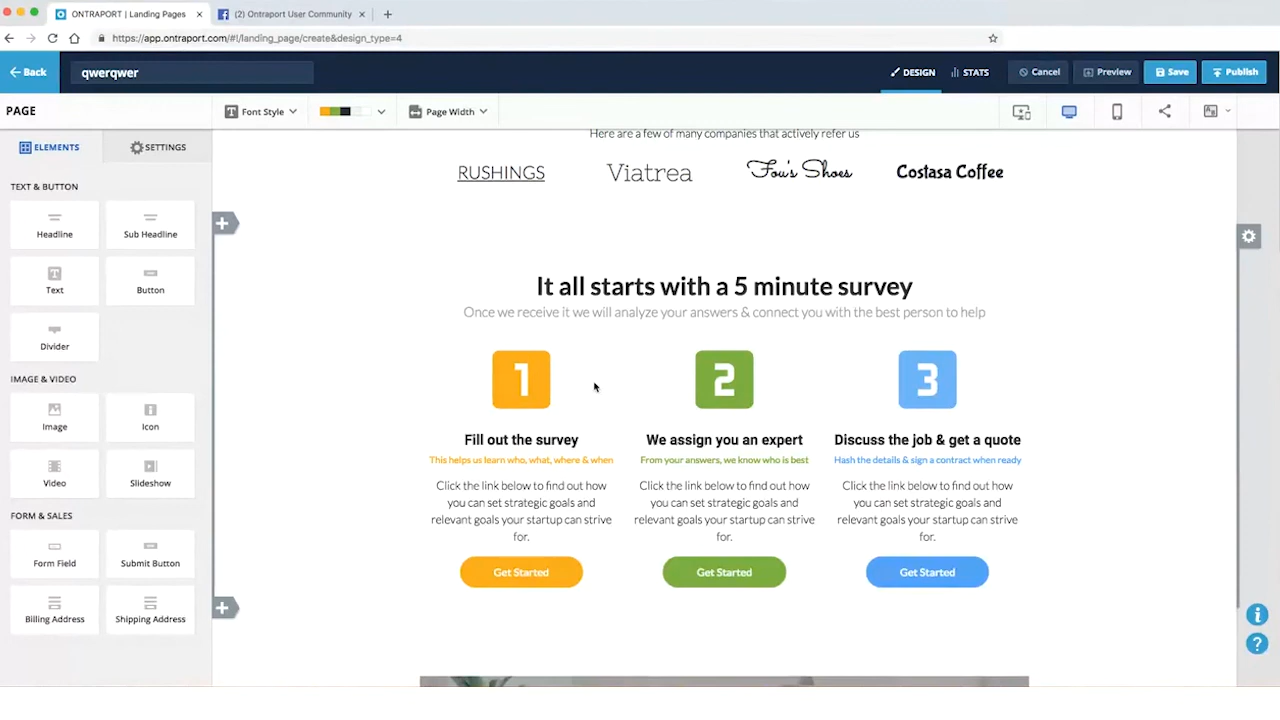 ONTRAPORT | Landing Pages
(2) Ontraport User Community
https://app.ontraport.com/#!/landing_page/create&design_type=4
Back
qwerqwer
DESIGN
STATS
Cancel
Preview
Save
Publish
PAGE
Font Style
Page Width
ELEMENTS
SETTINGS
TEXT & BUTTON
Headline
Sub Headline
Text
Button
Divider
IMAGE & VIDEO
Image
Icon
Video
Slideshow
FORM & SALES
Form Field
Submit Button
Billing Address
Shipping Address
Here are a few of many companies that actively refer us
RUSHINGS
Viatrea
Fou's Shoes
Costasa Coffee
It all starts with a 5 minute survey
Once we receive it we will analyze your answers & connect you with the best person to help
1
Fill out the survey
This helps us learn who, what, where & when
Click the link below to find out how
you can set strategic goals and
relevant goals your startup can strive
for.
Get Started
2
We assign you an expert
From your answers, we know who is best
Click the link below to find out how
you can set strategic goals and
relevant goals your startup can strive
for.
Get Started
3
Discuss the job & get a quote
Hash the details & sign a contract when ready
Click the link below to find out how
you can set strategic goals and
relevant goals your startup can strive
for.
Get Started